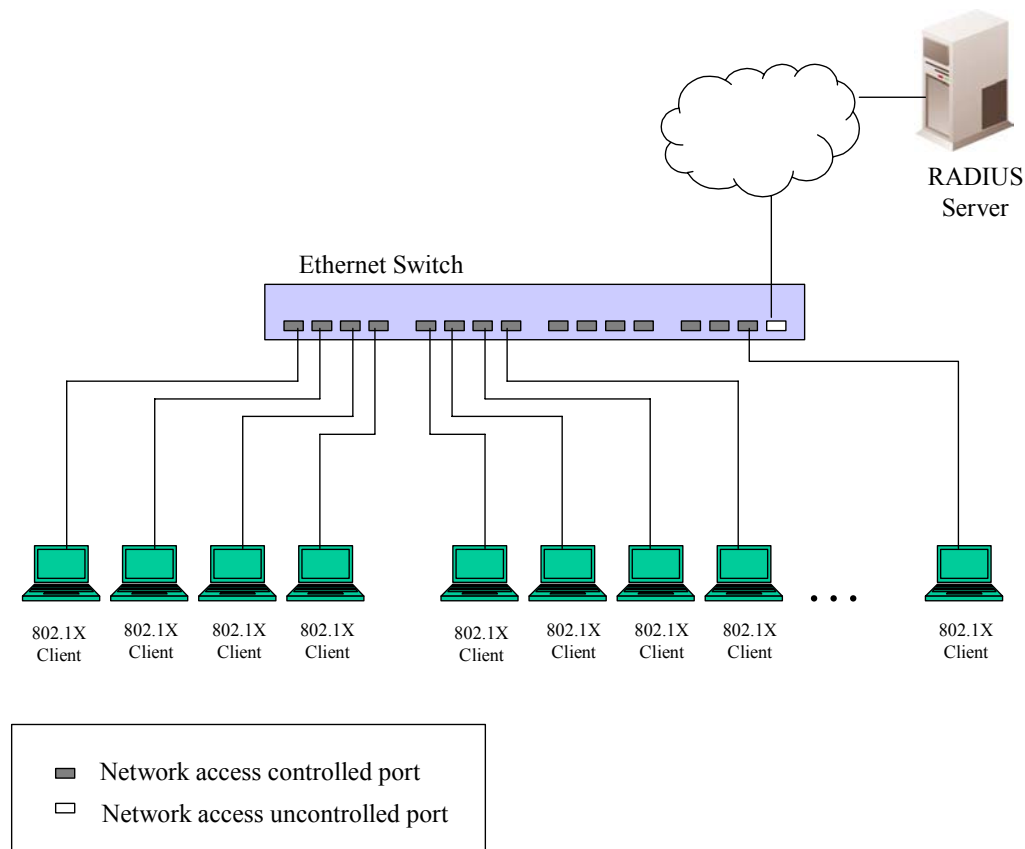 RADIUS
Server
Ethernet Switch
802.1X
Client
802.1X
Client
802.1X
Client
802.1X
Client
802.1X
Client
802.1X
Client
802.1X
Client
802.1X
Client
. . .
802.1X
Client
Network access controlled port
Network access uncontrolled port